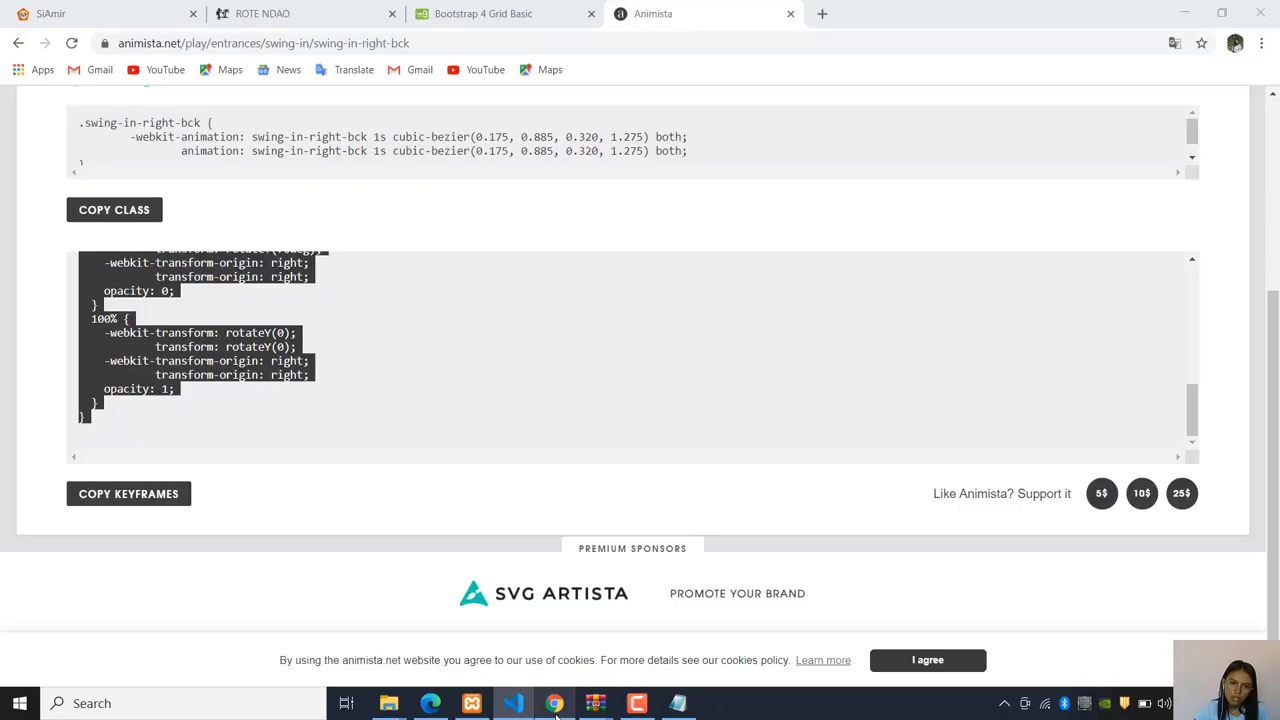 SiAmir
ROTE NDAO
Bootstrap 4 Grid Basic
Animista
animista.net/play/entrances/swing-in/swing-in-right-bck
Apps Gmail YouTube Maps News Translate Gmail YouTube Maps
.swing-in-right-bck {
-webkit-animation: swing-in-right-bck 1s cubic-bezier(0.175, 0.885, 0.320, 1.275) both;
animation: swing-in-right-bck 1s cubic-bezier(0.175, 0.885, 0.320, 1.275) both;
}
COPY CLASS
-webkit-transform-origin: right;
transform-origin: right;
opacity: 0;
}
100% {
-webkit-transform: rotateY(0);
transform: rotateY(0);
-webkit-transform-origin: right;
transform-origin: right;
opacity: 1;
}
}
COPY KEYFRAMES
Like Animista? Support it 5$ 10$ 25$
PREMIUM SPONSORS
SVG ARTISTA PROMOTE YOUR BRAND
By using the animista net website you agree to our use of cookies. For more details see our cookies policy. Learn more I agree
Search